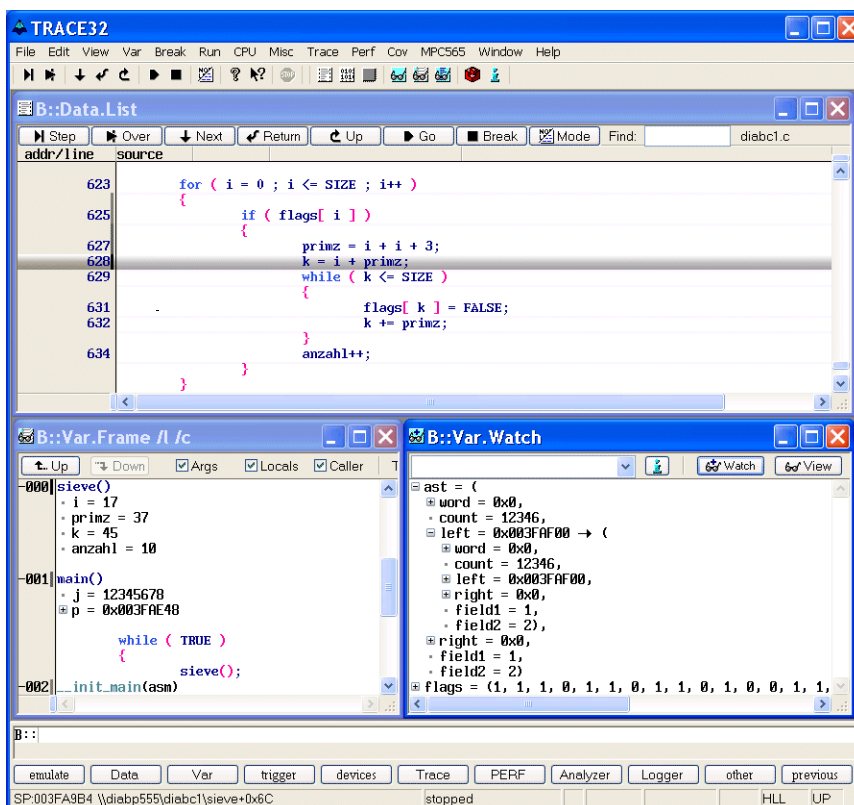 TRACE32
File Edit View Var Break Run CPU Misc Trace Perf Cov MPC565 Window Help
B::Data.List
Step Over Next Return Up Go Break Mode Find: diabc1.c
addr/line source
623 for ( i = 0 ; i <= SIZE ; i++ )
{
625 if ( flags[ i ] )
{
627 primz = i + i + 3;
628 k = i + primz;
629 while ( k <= SIZE )
{
631 flags[ k ] = FALSE;
632 k += primz;
}
634 anzahl++;
}
}
B::Var.Frame /l /c
Up Down Args Locals Caller
-000 sieve()
i = 17
primz = 37
k = 45
anzahl = 10
-001 main()
j = 12345678
p = 0x003FAE48
while ( TRUE )
{
sieve();
-002 __init_main(asm)
B::Var.Watch
Watch View
ast = (
word = 0x0,
count = 12346,
left = 0x003FAF00 → (
word = 0x0,
count = 12346,
left = 0x003FAF00,
right = 0x0,
field1 = 1,
field2 = 2),
right = 0x0,
field1 = 1,
field2 = 2)
flags = (1, 1, 1, 0, 1, 1, 0, 1, 1, 0, 1, 0, 0, 1, 1,
B::
emulate Data Var trigger devices Trace PERF Analyzer Logger other previous
SP:003FA9B4 \\diabp555\diabc1\sieve+0x6C stopped HLL UP